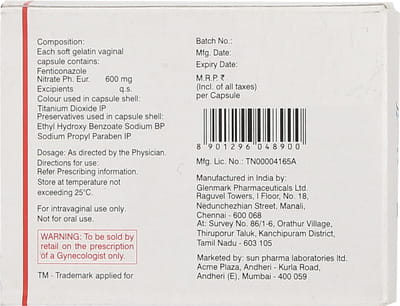 Composition:
Each soft gelatin vaginal
capsule contains:
Fenticonazole
Nitrate Ph. Eur. 600 mg
Excipients q.s.
Colour used in capsule shell:
Titanium Dioxide IP
Preservatives used in capsule shell:
Ethyl Hydroxy Benzoate Sodium BP
Sodium Propyl Paraben IP
Dosage: As directed by the Physician.
Directions for use:
Refer Prescribing information.
Store at temperature not
exceeding 25°C.
For intravaginal use only.
Not for oral use.
WARNING: To be sold by
retail on the prescription
of a Gynecologist only.
TM - Trademark applied for
Batch No.:
Mfg. Date:
Expiry Date:
M.R.P. ₹
(Incl. of all taxes)
per Capsule
8 901296 048900
Mfg. Lic. No.: TN00004165A
Manufactured in India by:
Glenmark Pharmaceuticals Ltd.
Raguvel Towers, I Floor, No. 18,
Nedunchezhian Street, Manali,
Chennai - 600 068
At: Survey No. 86/1-6, Orathur Village,
Thiruporur Taluk, Kanchipuram District,
Tamil Nadu - 603 105
Marketed by: sun pharma laboratories ltd.
Acme Plaza, Andheri - Kurla Road,
Andheri (E), Mumbai - 400 059